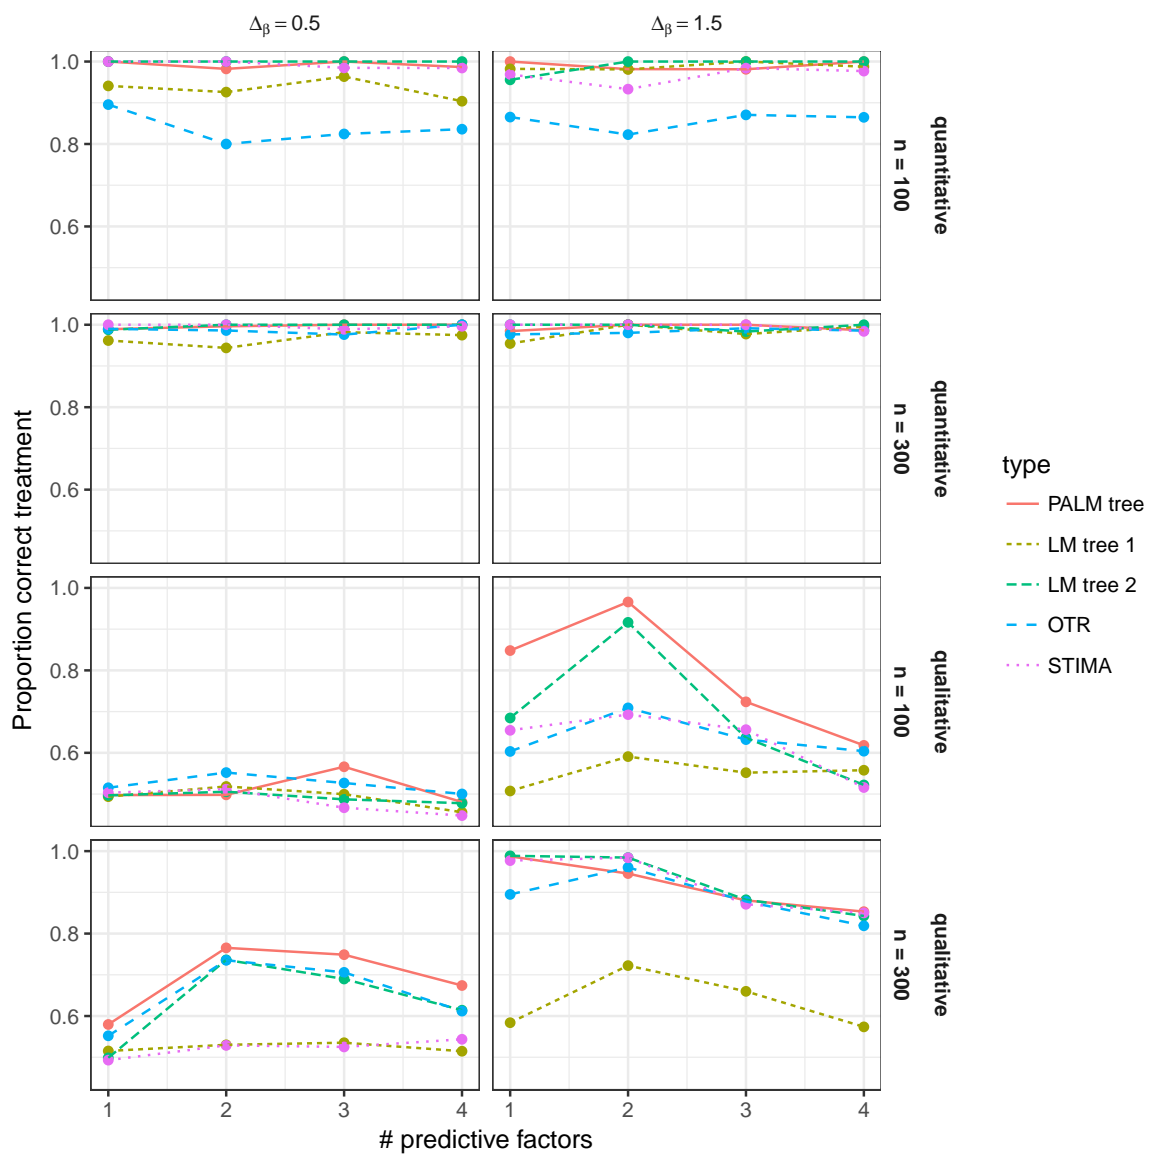 Δβ = 0.5
Δβ = 1.5
1.0
0.8
0.6
quantitative
n = 100
1.0
0.8
0.6
quantitative
n = 300
1.0
0.8
0.6
qualitative
n = 100
1.0
0.8
0.6
qualitative
n = 300
1 2 3 4
1 2 3 4
# predictive factors
Proportion correct treatment
type
PALM tree
LM tree 1
LM tree 2
OTR
STIMA